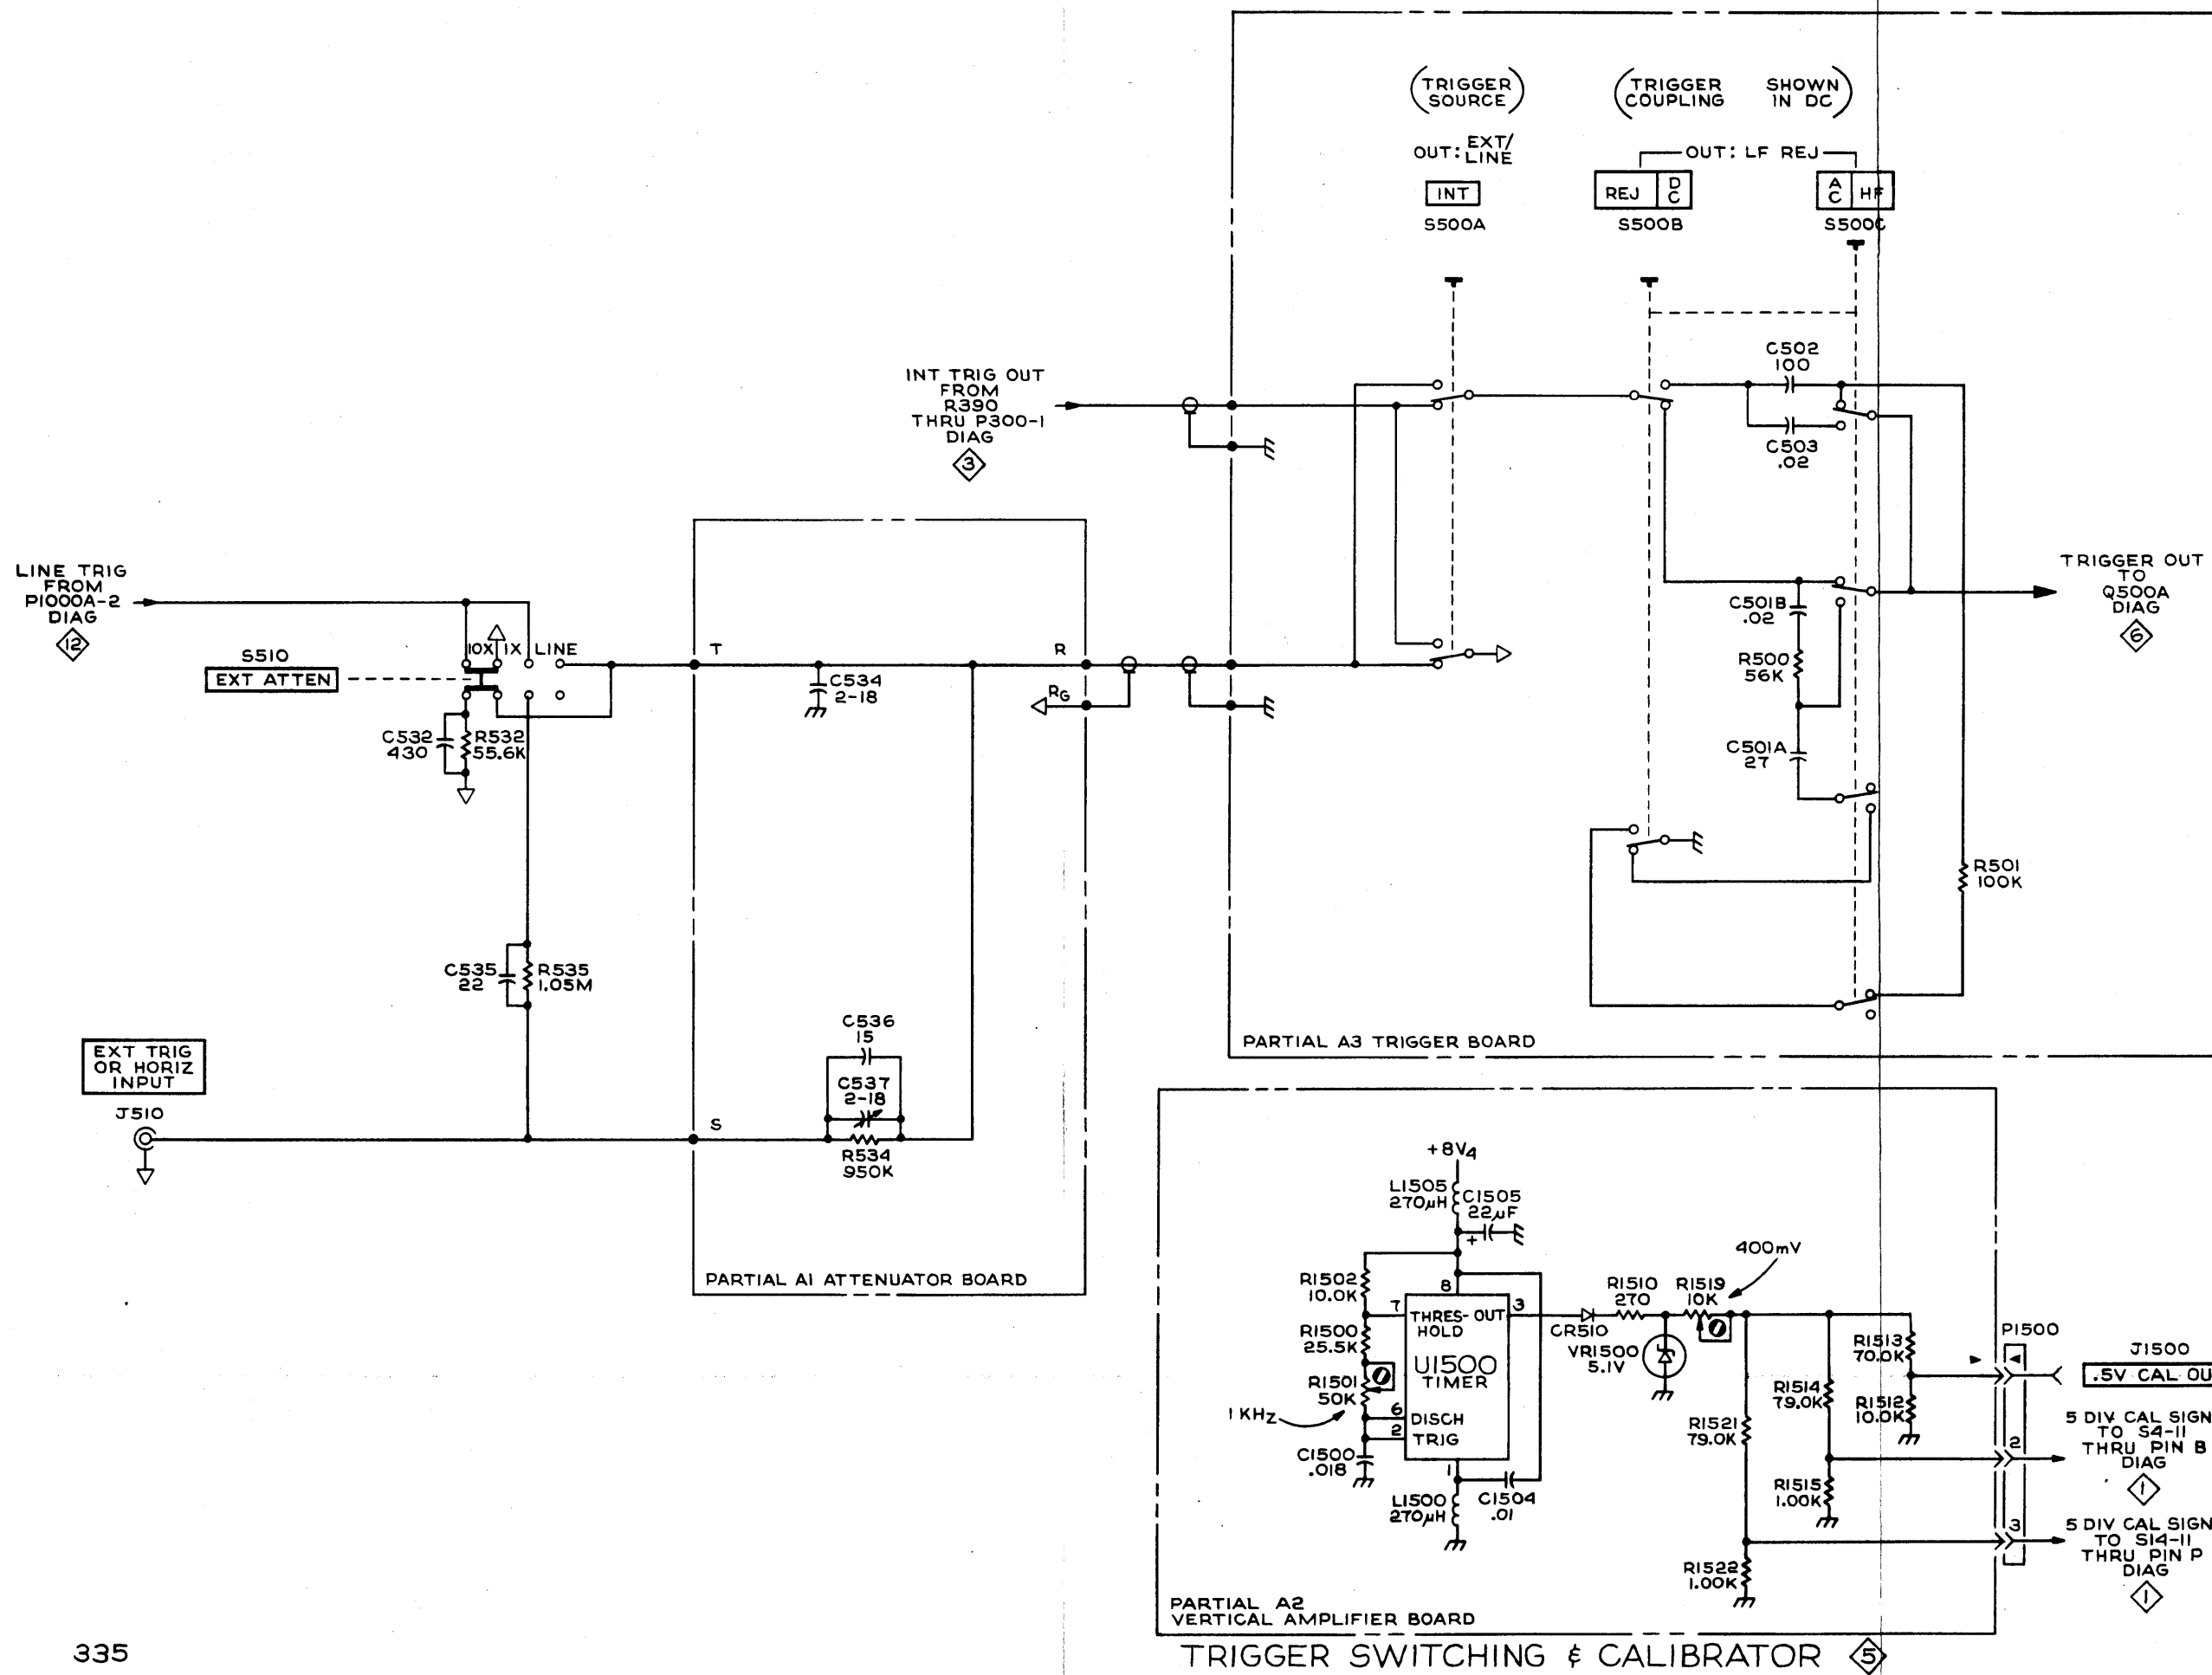 (TRIGGER
SOURCE)
(TRIGGER SHOWN
COUPLING IN DC)
OUT: EXT/
LINE
INT
S500A
OUT: LF REJ
REJ
DC
S500B
AC
HF
S500C
INT TRIG OUT
FROM
R390
THRU P300-1
DIAG
3
C502
100
C503
.02
LINE TRIG
FROM
P1000A-2
DIAG
12
S510
EXT ATTEN
10X
1X
LINE
T
R
RG
C534
2-18
C532
430
R532
55.6K
C501B
.02
R500
56K
C501A
27
TRIGGER OUT
TO
Q500A
DIAG
6
R501
100K
C535
22
R535
1.05M
EXT TRIG
OR HORIZ
INPUT
J510
S
C536
15
C537
2-18
R534
950K
PARTIAL A1 ATTENUATOR BOARD
PARTIAL A3 TRIGGER BOARD
+8V4
L1505
270µH
C1505
22µF
+
R1502
10.0K
R1500
25.5K
R1501
50K
1 KHz
C1500
.018
8
7
THRES-
HOLD
OUT
3
U1500
TIMER
6
DISCH
2
TRIG
1
L1500
270µH
C1504
.01
CR510
R1510
270
R1519
10K
400mV
VR1500
5.1V
R1513
70.0K
R1514
79.0K
R1512
10.0K
R1521
79.0K
R1515
1.00K
R1522
1.00K
P1500
J1500
.5V CAL OU
2
5 DIV CAL SIGN
TO S4-11
THRU PIN B
DIAG
1
3
5 DIV CAL SIGN
TO S14-11
THRU PIN P
DIAG
1
PARTIAL A2
VERTICAL AMPLIFIER BOARD
335
TRIGGER SWITCHING & CALIBRATOR 5